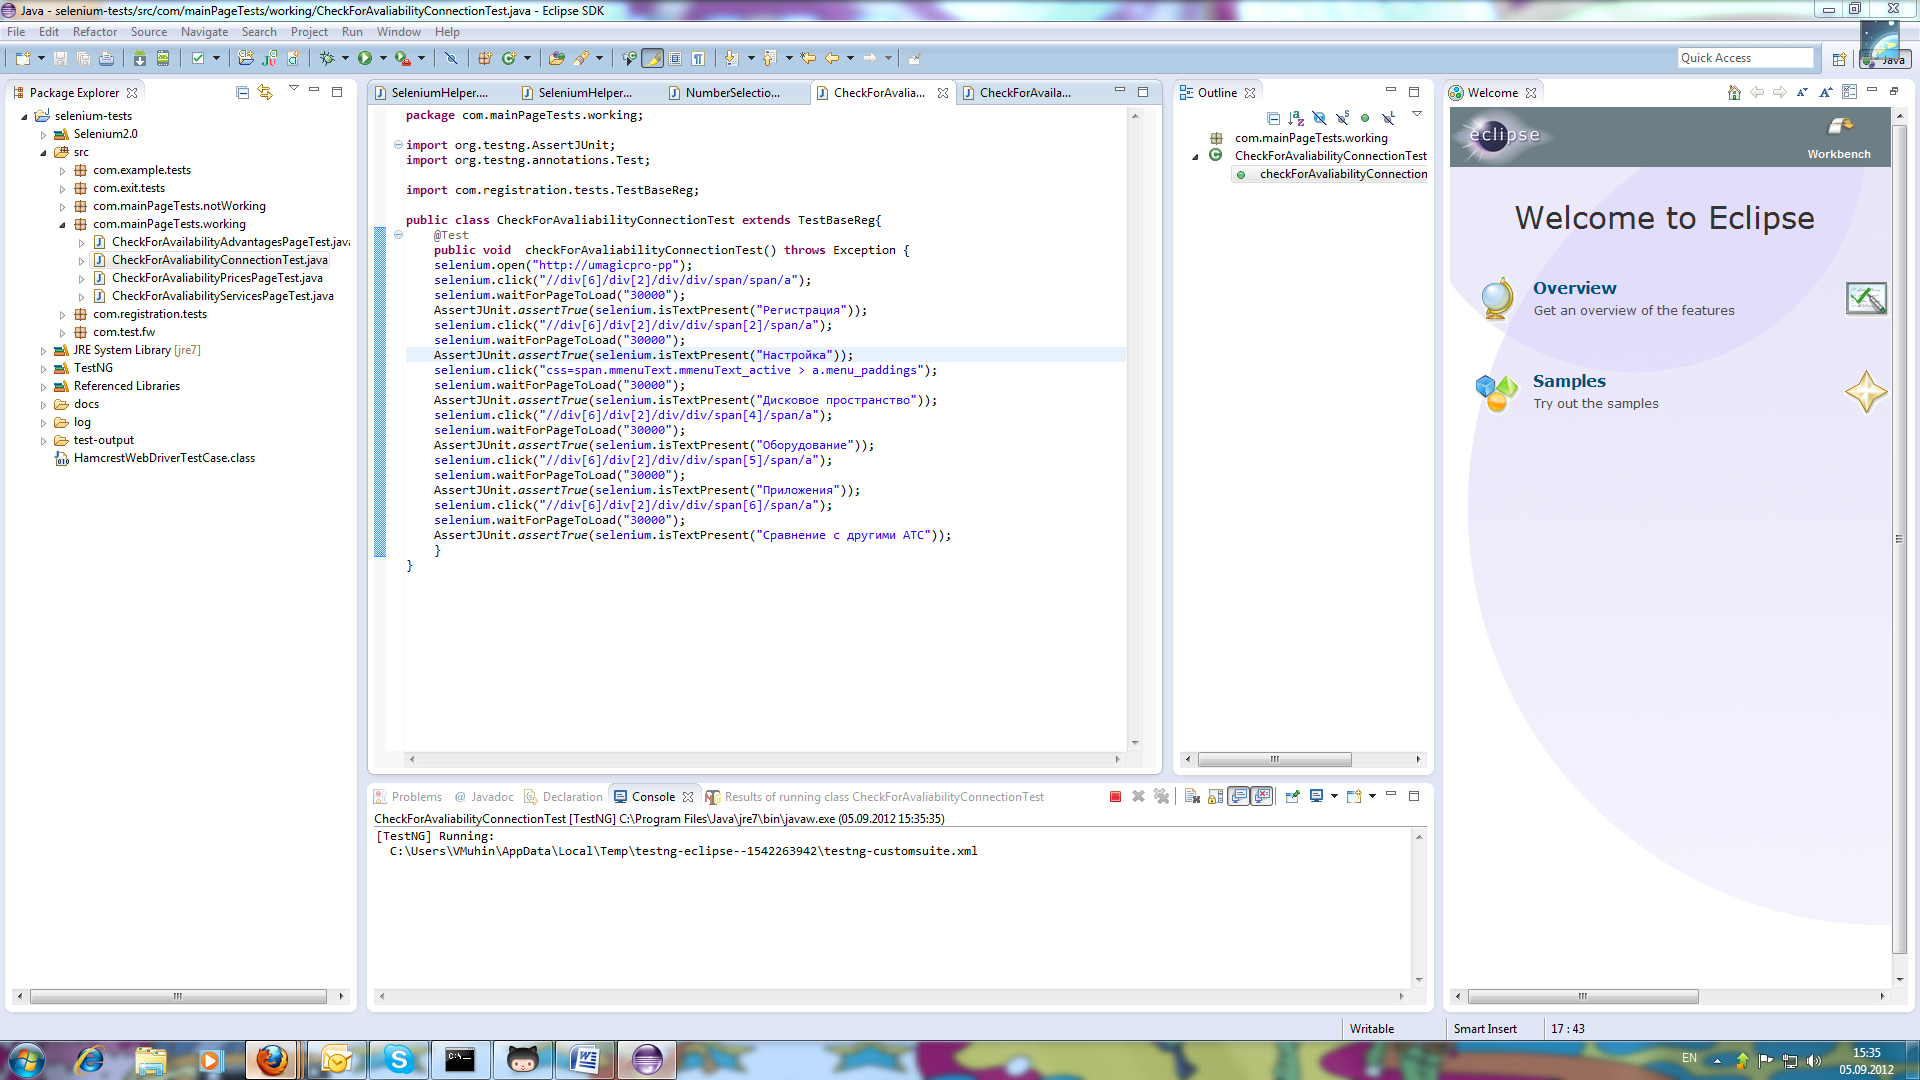 Java - selenium-tests/src/com/mainPageTests/working/CheckForAvaliabilityConnectionTest.java - Eclipse SDK
File Edit Refactor Source Navigate Search Project Run Window Help
Quick Access
Java
Package Explorer
selenium-tests
Selenium2.0
src
com.example.tests
com.exit.tests
com.mainPageTests.notWorking
com.mainPageTests.working
CheckForAvailabilityAdvantagesPageTest.java
CheckForAvaliabilityConnectionTest.java
CheckForAvaliabilityPricesPageTest.java
CheckForAvaliabilityServicesPageTest.java
com.registration.tests
com.test.fw
JRE System Library [jre7]
TestNG
Referenced Libraries
docs
log
test-output
HamcrestWebDriverTestCase.class
SeleniumHelper.... SeleniumHelper... NumberSelectio... CheckForAvalia... CheckForAvaila...
package com.mainPageTests.working;
import org.testng.AssertJUnit;
import org.testng.annotations.Test;
import com.registration.tests.TestBaseReg;
public class CheckForAvaliabilityConnectionTest extends TestBaseReg{
@Test
public void  checkForAvaliabilityConnectionTest() throws Exception {
selenium.open("http://umagicpro-pp");
selenium.click("//div[6]/div[2]/div/div/span/span/a");
selenium.waitForPageToLoad("30000");
AssertJUnit.assertTrue(selenium.isTextPresent("Регистрация"));
selenium.click("//div[6]/div[2]/div/div/span[2]/span/a");
selenium.waitForPageToLoad("30000");
AssertJUnit.assertTrue(selenium.isTextPresent("Настройка"));
selenium.click("css=span.mmenuText.mmenuText_active > a.menu_paddings");
selenium.waitForPageToLoad("30000");
AssertJUnit.assertTrue(selenium.isTextPresent("Дисковое пространство"));
selenium.click("//div[6]/div[2]/div/div/span[4]/span/a");
selenium.waitForPageToLoad("30000");
AssertJUnit.assertTrue(selenium.isTextPresent("Оборудование"));
selenium.click("//div[6]/div[2]/div/div/span[5]/span/a");
selenium.waitForPageToLoad("30000");
AssertJUnit.assertTrue(selenium.isTextPresent("Приложения"));
selenium.click("//div[6]/div[2]/div/div/span[6]/span/a");
selenium.waitForPageToLoad("30000");
AssertJUnit.assertTrue(selenium.isTextPresent("Сравнение с другими АТС"));
}
}
Outline
com.mainPageTests.working
CheckForAvaliabilityConnectionTest
checkForAvaliabilityConnection
Welcome
eclipse
Workbench
Welcome to Eclipse
Overview
Get an overview of the features
Samples
Try out the samples
Problems @ Javadoc Declaration Console Results of running class CheckForAvaliabilityConnectionTest
CheckForAvaliabilityConnectionTest [TestNG] C:\Program Files\Java\jre7\bin\javaw.exe (05.09.2012 15:35:35)
[TestNG] Running:
C:\Users\VMuhin\AppData\Local\Temp\testng-eclipse--1542263942\testng-customsuite.xml
Writable Smart Insert 17 : 43
EN
15:35
05.09.2012